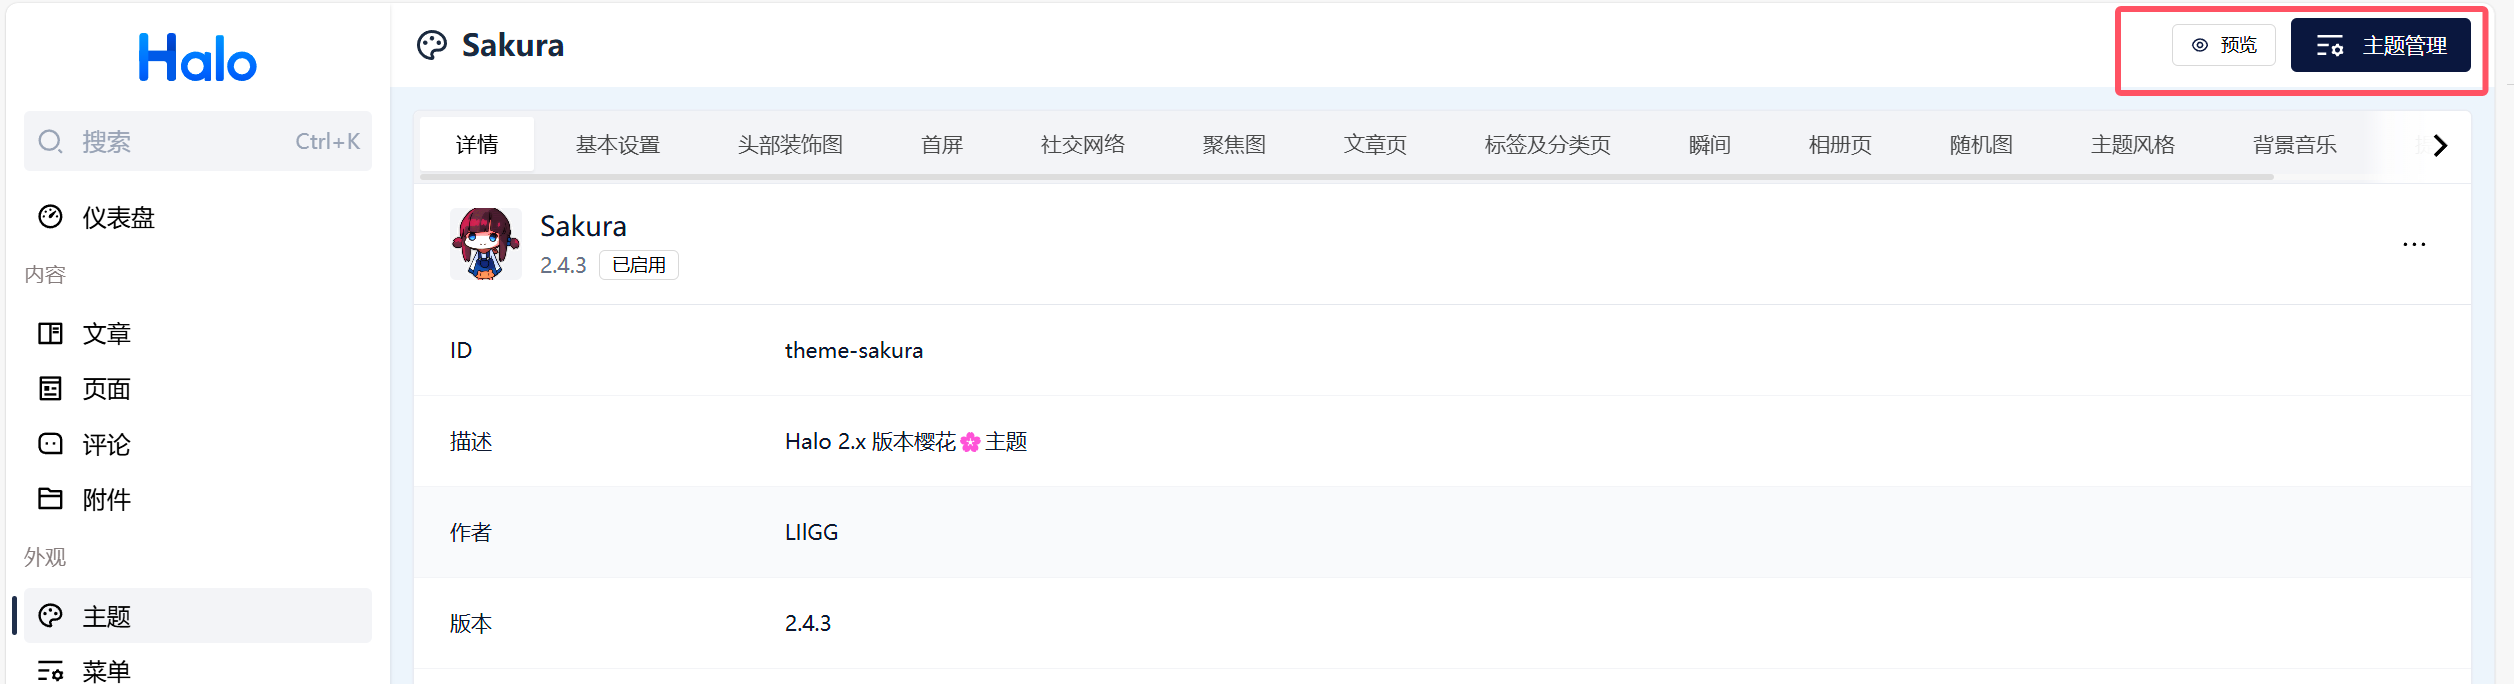 Halo
搜索 Ctrl+K
仪表盘
内容
文章
页面
评论
附件
外观
主题
菜单
Sakura
预览 主题管理
详情 基本设置 头部装饰图 首屏 社交网络 聚焦图 文章页 标签及分类页 瞬间 相册页 随机图 主题风格 背景音乐
Sakura
2.4.3 已启用
ID theme-sakura
描述 Halo 2.x 版本樱花🌸主题
作者 LIlGG
版本 2.4.3